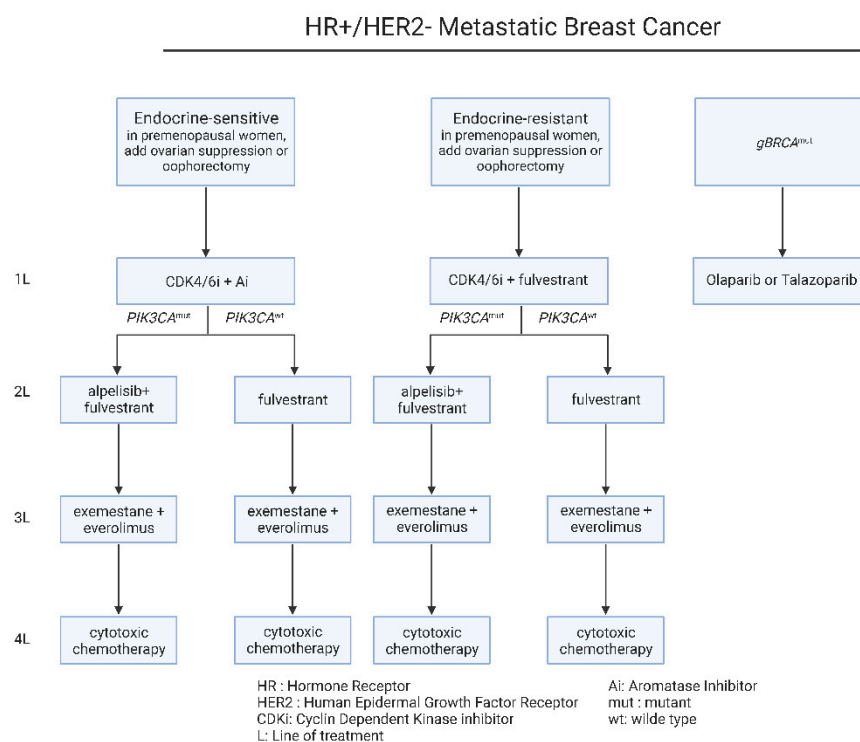 HR+/HER2- Metastatic Breast Cancer
Endocrine-sensitive
in premenopausal women,
add ovarian suppression or
oophorectomy
Endocrine-resistant
in premenopausal women,
add ovarian suppression or
oophorectomy
gBRCAmut
1L
CDK4/6i + Ai
CDK4/6i + fulvestrant
Olaparib or Talazoparib
PIK3CAmut
PIK3CAwt
PIK3CAmut
PIK3CAwt
2L
alpelisib+
fulvestrant
fulvestrant
alpelisib+
fulvestrant
fulvestrant
3L
exemestane +
everolimus
exemestane +
everolimus
exemestane +
everolimus
exemestane +
everolimus
4L
cytotoxic
chemotherapy
cytotoxic
chemotherapy
cytotoxic
chemotherapy
cytotoxic
chemotherapy
HR : Hormone Receptor
HER2 : Human Epidermal Growth Factor Receptor
CDKi: Cyclin Dependent Kinase inhibitor
L: Line of treatment
Ai: Aromatase Inhibitor
mut : mutant
wt: wilde type